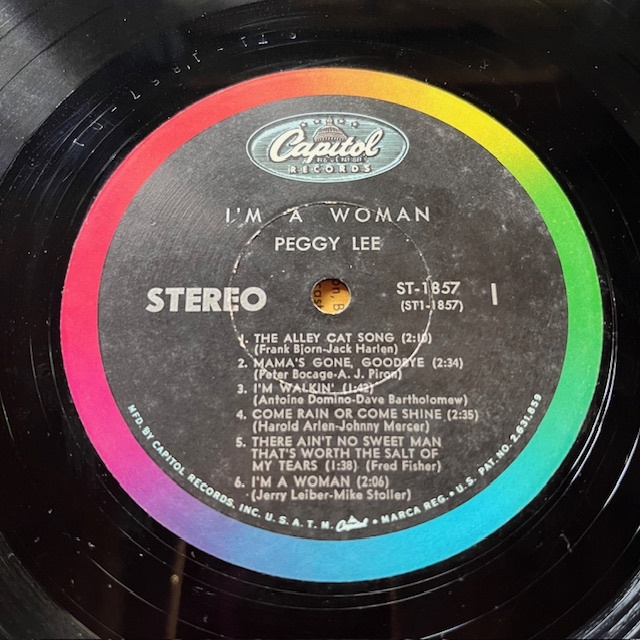 Capitol
RECORDS
I'M A WOMAN
PEGGY LEE
STEREO
ST-1857
(ST1-1857)
1
1. THE ALLEY CAT SONG (2:10)
(Frank Bjorn-Jack Harlen)
2. MAMA'S GONE, GOODBYE (2:34)
(Peter Bocage-A. J. Piron)
3. I'M WALKIN' (1:42)
(Antoine Domino-Dave Bartholomew)
4. COME RAIN OR COME SHINE (2:35)
(Harold Arlen-Johnny Mercer)
5. THERE AIN'T NO SWEET MAN
THAT'S WORTH THE SALT OF
MY TEARS (1:38) (Fred Fisher)
6. I'M A WOMAN (2:06)
(Jerry Leiber-Mike Stoller)
MFD. BY CAPITOL RECORDS, INC. U. S. A. T. M. Capitol • MARCA REG. • U. S. PAT. NO. 2,631,859